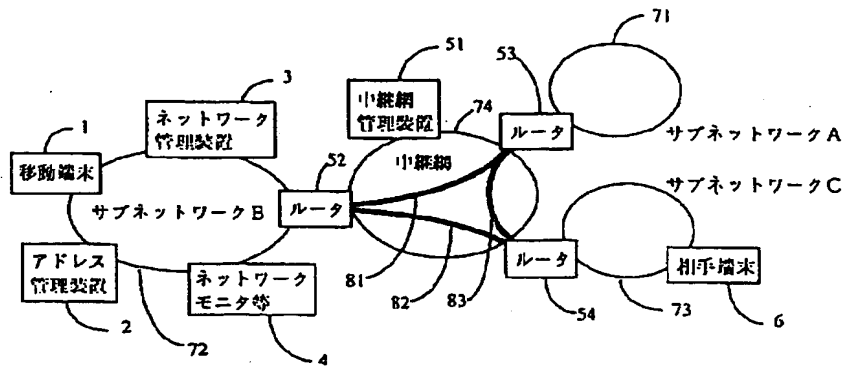 71
51
53
3
中継網
管理装置
74
ネットワーク
管理装置
ルータ
1
移動端末
サブネットワークA
52
中継網
サブネットワークC
サブネットワークB
ルータ
アドレス
管理装置
ネットワーク
モニタ等
81
82
83
ルータ
相手端末
2
72
4
54
73
6